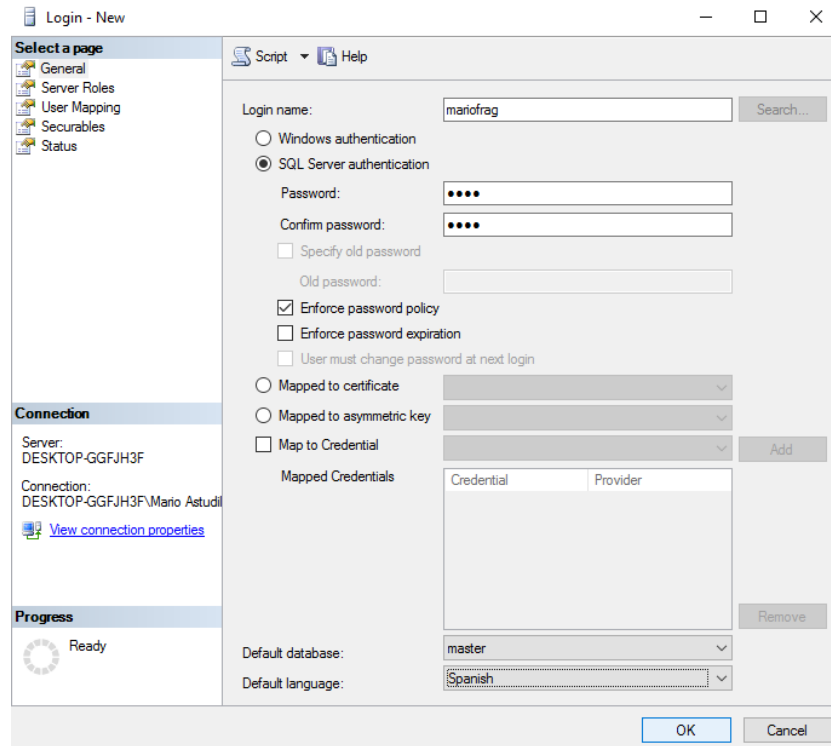 Login - New
Select a page
General
Server Roles
User Mapping
Securables
Status
Script
Help
Login name:
mariofrag
Search...
Windows authentication
SQL Server authentication
Password:
••••
Confirm password:
••••
Specify old password
Old password:
Enforce password policy
Enforce password expiration
User must change password at next login
Mapped to certificate
Mapped to asymmetric key
Map to Credential
Add
Mapped Credentials
Credential
Provider
Remove
Default database:
master
Default language:
Spanish
Connection
Server:
DESKTOP-GGFJH3F
Connection:
DESKTOP-GGFJH3F\Mario Astudil
View connection properties
Progress
Ready
OK
Cancel